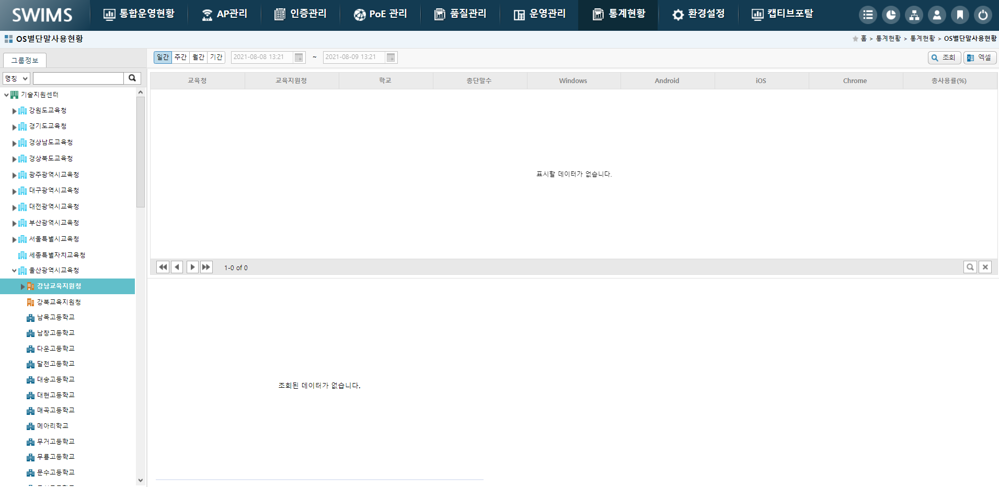 SWIMS
통합운영현황
AP관리
인증관리
PoE 관리
품질관리
운영관리
통계현황
환경설정
캡티브포탈
OS별단말사용현황
홈 > 통계현황 > 통계현황 > OS별단말사용현황
그룹정보
일간 주간 월간 기간 2021-08-08 13:21 ~ 2021-08-09 13:21
조회
엑셀
명칭
교육청 교육지원청 학교 총단말수 Windows Android iOS Chrome 총사용률(%)
기술지원센터
강원도교육청
경기도교육청
경상남도교육청
경상북도교육청
광주광역시교육청
대구광역시교육청
대전광역시교육청
부산광역시교육청
서울특별시교육청
세종특별자치교육청
울산광역시교육청
강남교육지원청
강북교육지원청
남목고등학교
남창고등학교
다운고등학교
달천고등학교
대송고등학교
대현고등학교
매곡고등학교
메아리학교
무거고등학교
무룡고등학교
문수고등학교
표시할 데이터가 없습니다.
1-0 of 0
조회된 데이터가 없습니다.